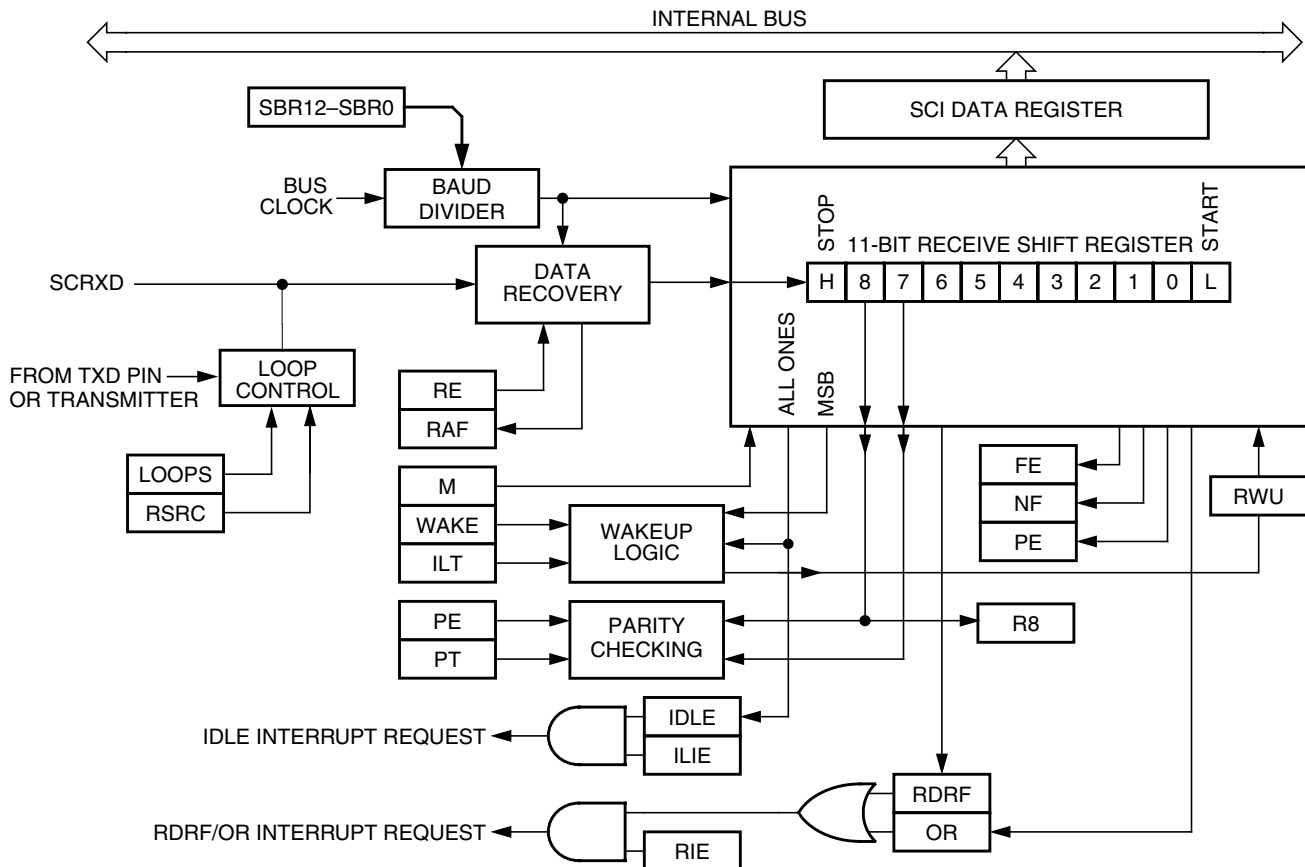 INTERNAL BUS
SCI DATA REGISTER
SBR12–SBR0
BUS
CLOCK
BAUD
DIVIDER
STOP
11-BIT RECEIVE SHIFT REGISTER
START
H 8 7 6 5 4 3 2 1 0 L
SCRXD
DATA
RECOVERY
ALL ONES
MSB
FROM TXD PIN
OR TRANSMITTER
LOOP
CONTROL
RE
RAF
LOOPS
RSRC
M
WAKE
ILT
WAKEUP
LOGIC
FE
NF
PE
RWU
PE
PT
PARITY
CHECKING
R8
IDLE INTERRUPT REQUEST
IDLE
ILIE
RDRF/OR INTERRUPT REQUEST
RDRF
OR
RIE